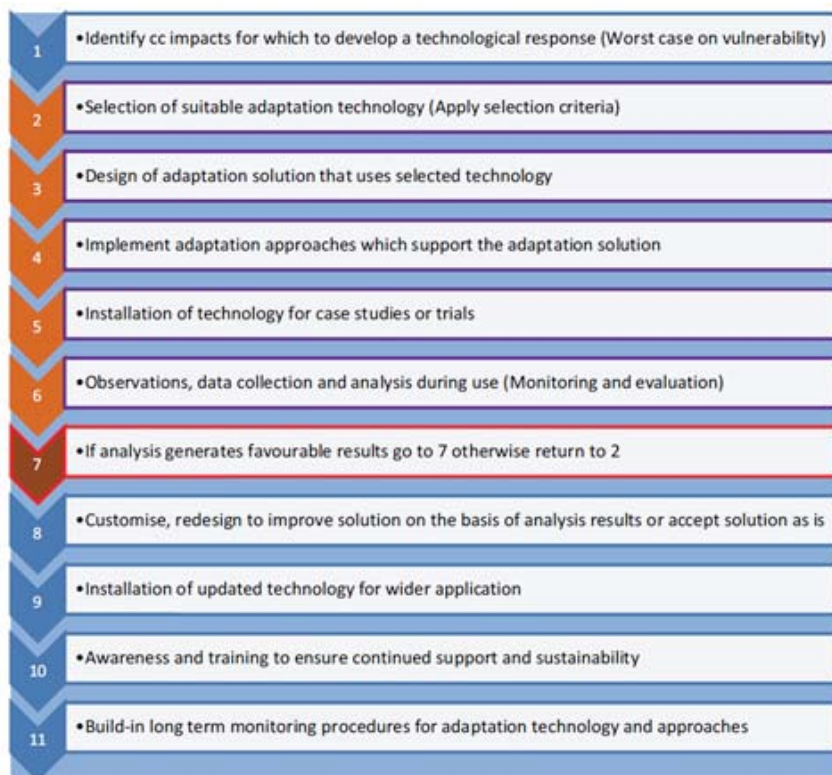 1 •Identify cc impacts for which to develop a technological response (Worst case on vulnerability)
2 •Selection of suitable adaptation technology (Apply selection criteria)
3 •Design of adaptation solution that uses selected technology
4 •Implement adaptation approaches which support the adaptation solution
5 •Installation of technology for case studies or trials
6 •Observations, data collection and analysis during use (Monitoring and evaluation)
7 •If analysis generates favourable results go to 7 otherwise return to 2
8 •Customise, redesign to improve solution on the basis of analysis results or accept solution as is
9 •Installation of updated technology for wider application
10 •Awareness and training to ensure continued support and sustainability
11 •Build-in long term monitoring procedures for adaptation technology and approaches